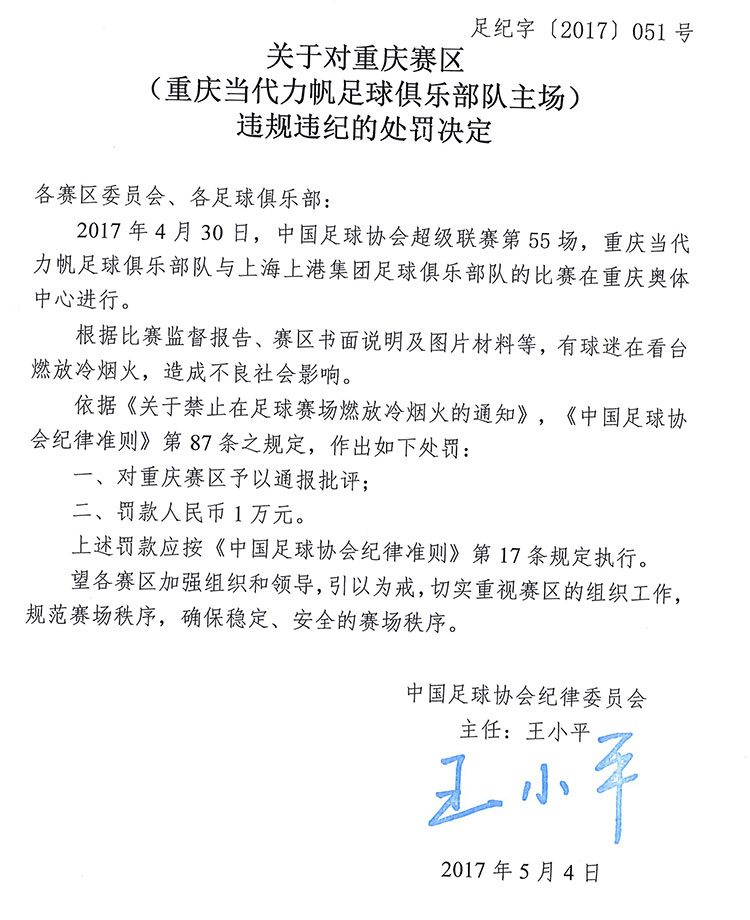 足纪字〔2017〕051号
关于对重庆赛区
（重庆当代力帆足球俱乐部队主场）
违规违纪的处罚决定
各赛区委员会、各足球俱乐部：
2017年4月30日，中国足球协会超级联赛第55场，重庆当代
力帆足球俱乐部队与上海上港集团足球俱乐部队的比赛在重庆奥体
中心进行。
根据比赛监督报告、赛区书面说明及图片材料等，有球迷在看台
燃放冷烟火，造成不良社会影响。
依据《关于禁止在足球赛场燃放冷烟火的通知》，《中国足球协
会纪律准则》第87条之规定，作出如下处罚：
一、对重庆赛区予以通报批评；
二、罚款人民币1万元。
上述罚款应按《中国足球协会纪律准则》第17条规定执行。
望各赛区加强组织和领导，引以为戒，切实重视赛区的组织工作，
规范赛场秩序，确保稳定、安全的赛场秩序。
中国足球协会纪律委员会
主任：王小平
王小平
2017年5月4日